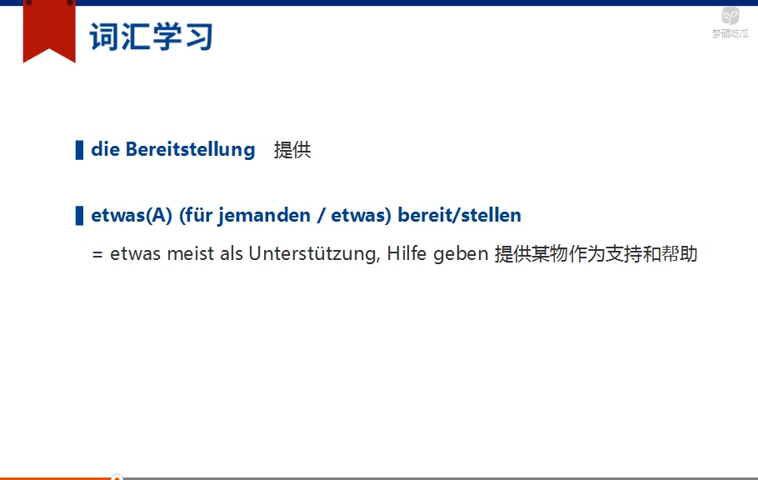 词汇学习
梦硒吃瓜
die Bereitstellung 提供
etwas(A) (für jemanden / etwas) bereit/stellen
= etwas meist als Unterstützung, Hilfe geben 提供某物作为支持和帮助